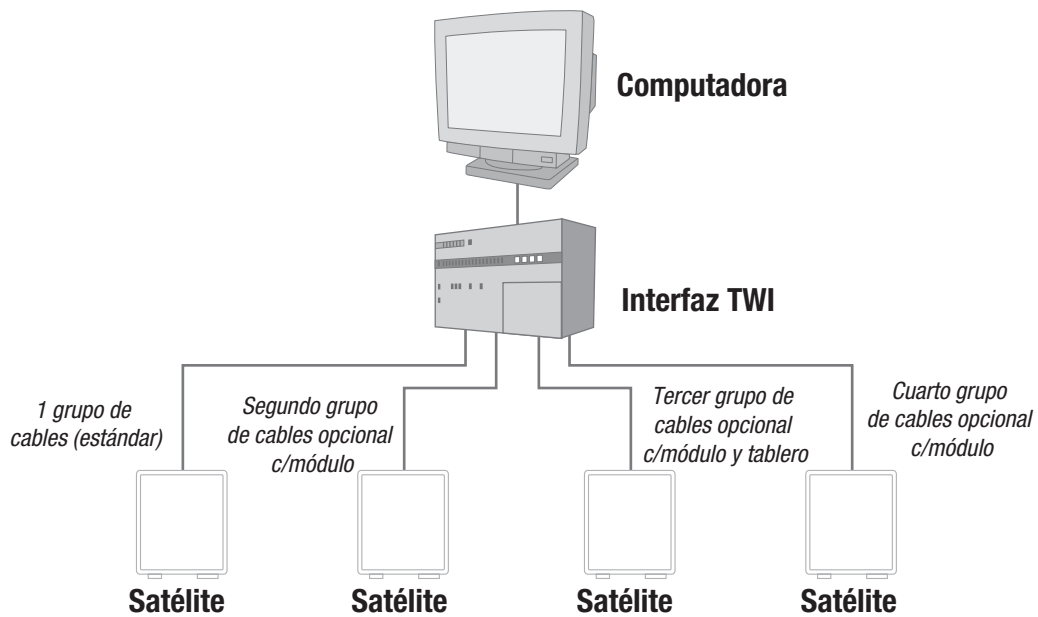 Computadora
Interfaz TWI
1 grupo de
cables (estándar)
Segundo grupo
de cables opcional
c/módulo
Tercer grupo de
cables opcional
c/módulo y tablero
Cuarto grupo
de cables opcional
c/módulo
Satélite
Satélite
Satélite
Satélite